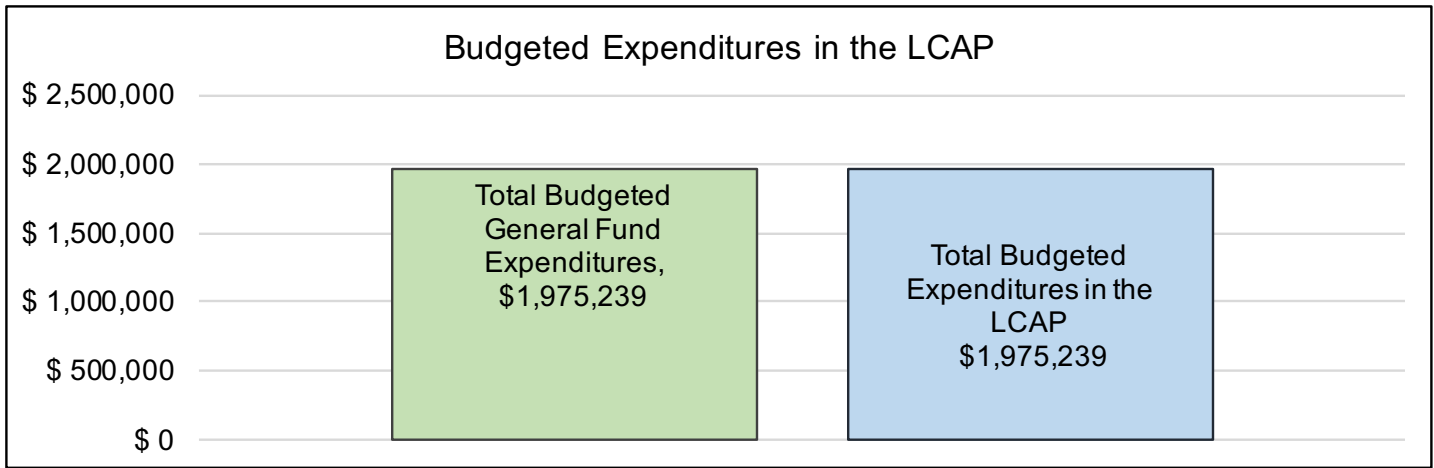 Budgeted Expenditures in the LCAP
$ 2,500,000
$ 2,000,000
$ 1,500,000
$ 1,000,000
$ 500,000
$ 0
Total Budgeted
General Fund
Expenditures,
$1,975,239
Total Budgeted
Expenditures in the
LCAP
$1,975,239